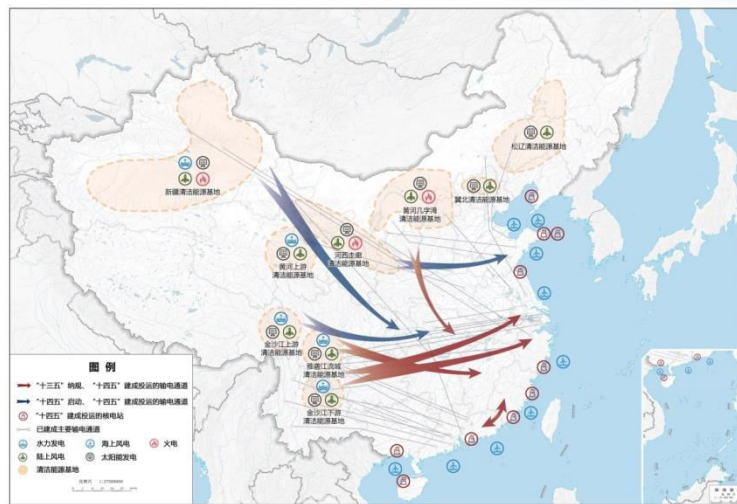 松辽清洁能源基地
新疆清洁能源基地
黄河几字湾
清洁能源基地
冀北清洁能源基地
黄河上游
清洁能源基地
河西走廊
清洁能源基地
金沙江上游
清洁能源基地
雅砻江流域
清洁能源基地
金沙江下游
清洁能源基地
图 例
“十三五”纳规、“十四五”建成投运的输电通道
“十四五”启动、“十四五”建成投运的输电通道
“十四五”建成投运的核电站
已建成主要输电通道
水力发电 海上风电 火电
陆上风电 太阳能发电
清洁能源基地